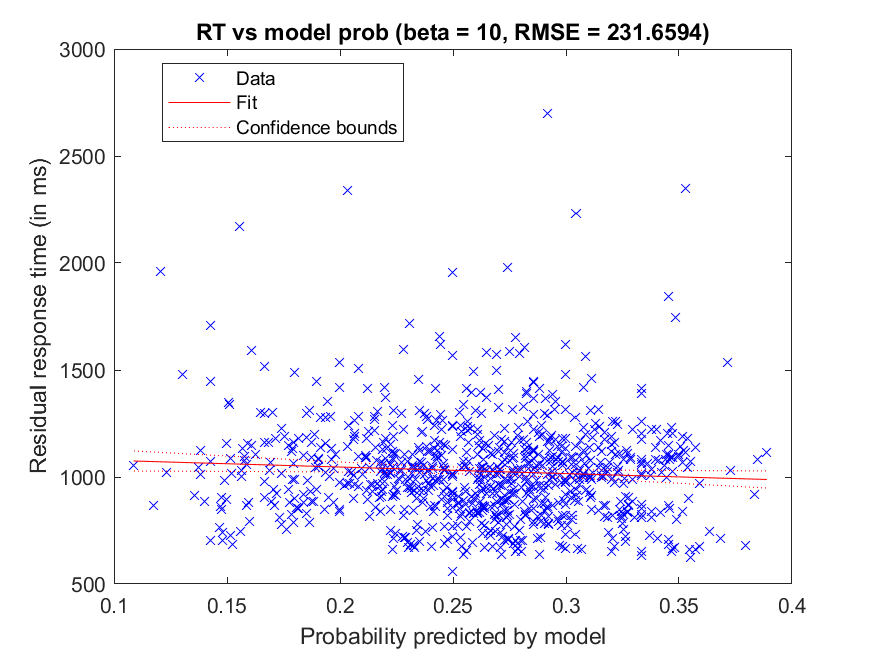 RT vs model prob (beta = 10, RMSE = 231.6594)
Data
Fit
Confidence bounds
Residual response time (in ms)
3000
2500
2000
1500
1000
500
0.1 0.15 0.2 0.25 0.3 0.35 0.4
Probability predicted by model